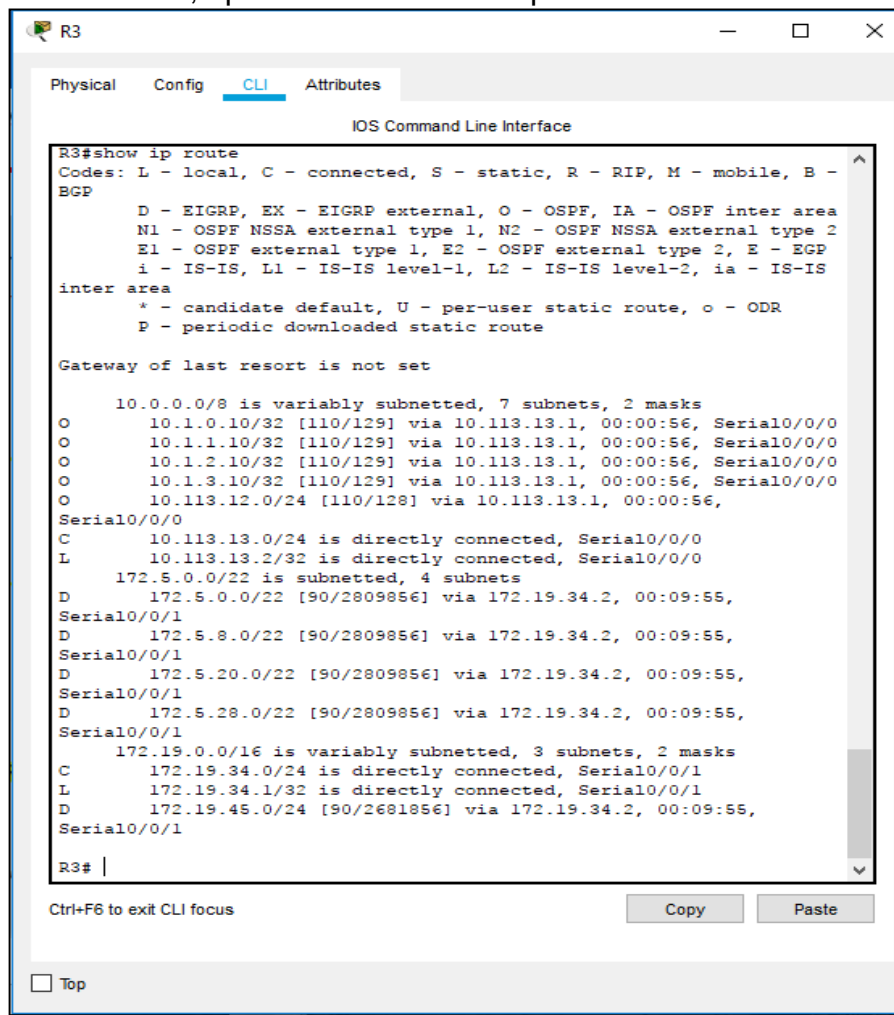 R3
Physical Config CLI Attributes
IOS Command Line Interface
R3#show ip route
Codes: L - local, C - connected, S - static, R - RIP, M - mobile, B -
BGP
D - EIGRP, EX - EIGRP external, O - OSPF, IA - OSPF inter area
N1 - OSPF NSSA external type 1, N2 - OSPF NSSA external type 2
E1 - OSPF external type 1, E2 - OSPF external type 2, E - EGP
i - IS-IS, L1 - IS-IS level-1, L2 - IS-IS level-2, ia - IS-IS
inter area
* - candidate default, U - per-user static route, o - ODR
P - periodic downloaded static route
Gateway of last resort is not set
10.0.0.0/8 is variably subnetted, 7 subnets, 2 masks
O 10.1.0.10/32 [110/129] via 10.113.13.1, 00:00:56, Serial0/0/0
O 10.1.1.10/32 [110/129] via 10.113.13.1, 00:00:56, Serial0/0/0
O 10.1.2.10/32 [110/129] via 10.113.13.1, 00:00:56, Serial0/0/0
O 10.1.3.10/32 [110/129] via 10.113.13.1, 00:00:56, Serial0/0/0
O 10.113.12.0/24 [110/128] via 10.113.13.1, 00:00:56,
Serial0/0/0
C 10.113.13.0/24 is directly connected, Serial0/0/0
L 10.113.13.2/32 is directly connected, Serial0/0/0
172.5.0.0/22 is subnetted, 4 subnets
D 172.5.0.0/22 [90/2809856] via 172.19.34.2, 00:09:55,
Serial0/0/1
D 172.5.8.0/22 [90/2809856] via 172.19.34.2, 00:09:55,
Serial0/0/1
D 172.5.20.0/22 [90/2809856] via 172.19.34.2, 00:09:55,
Serial0/0/1
D 172.5.28.0/22 [90/2809856] via 172.19.34.2, 00:09:55,
Serial0/0/1
172.19.0.0/16 is variably subnetted, 3 subnets, 2 masks
C 172.19.34.0/24 is directly connected, Serial0/0/1
L 172.19.34.1/32 is directly connected, Serial0/0/1
D 172.19.45.0/24 [90/2681856] via 172.19.34.2, 00:09:55,
Serial0/0/1
R3#
Ctrl+F6 to exit CLI focus
Copy Paste
Top